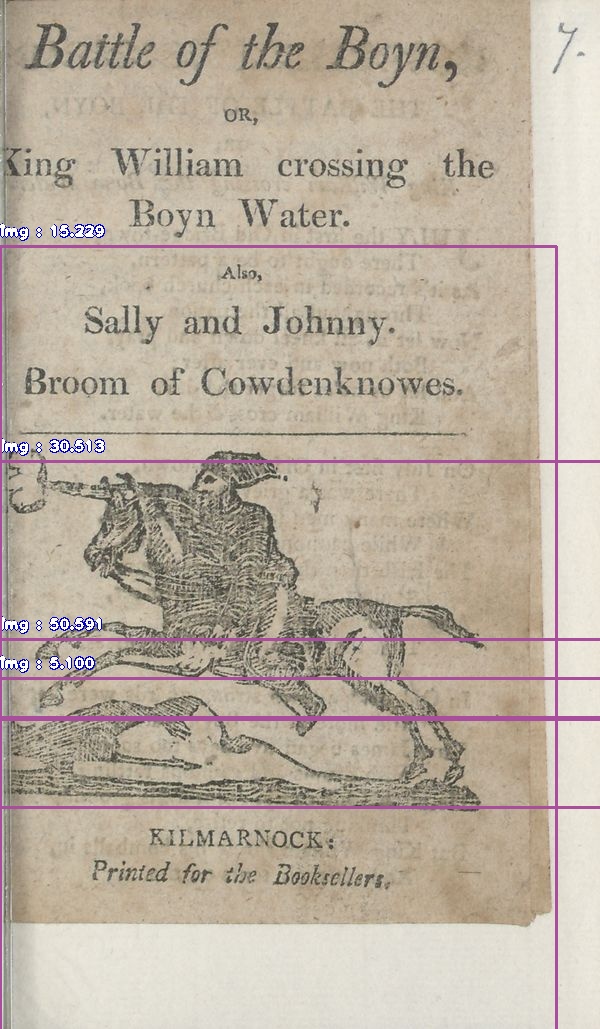 Battle of the Boyn,
7.
OR,
King William crossing the
Boyn Water.
Img : 15.229
Also,
Sally and Johnny.
Broom of Cowdenknowes.
Img : 30.513
Img : 50.591
Img : 5.100
KILMARNOCK:
Printed for the Booksellers.